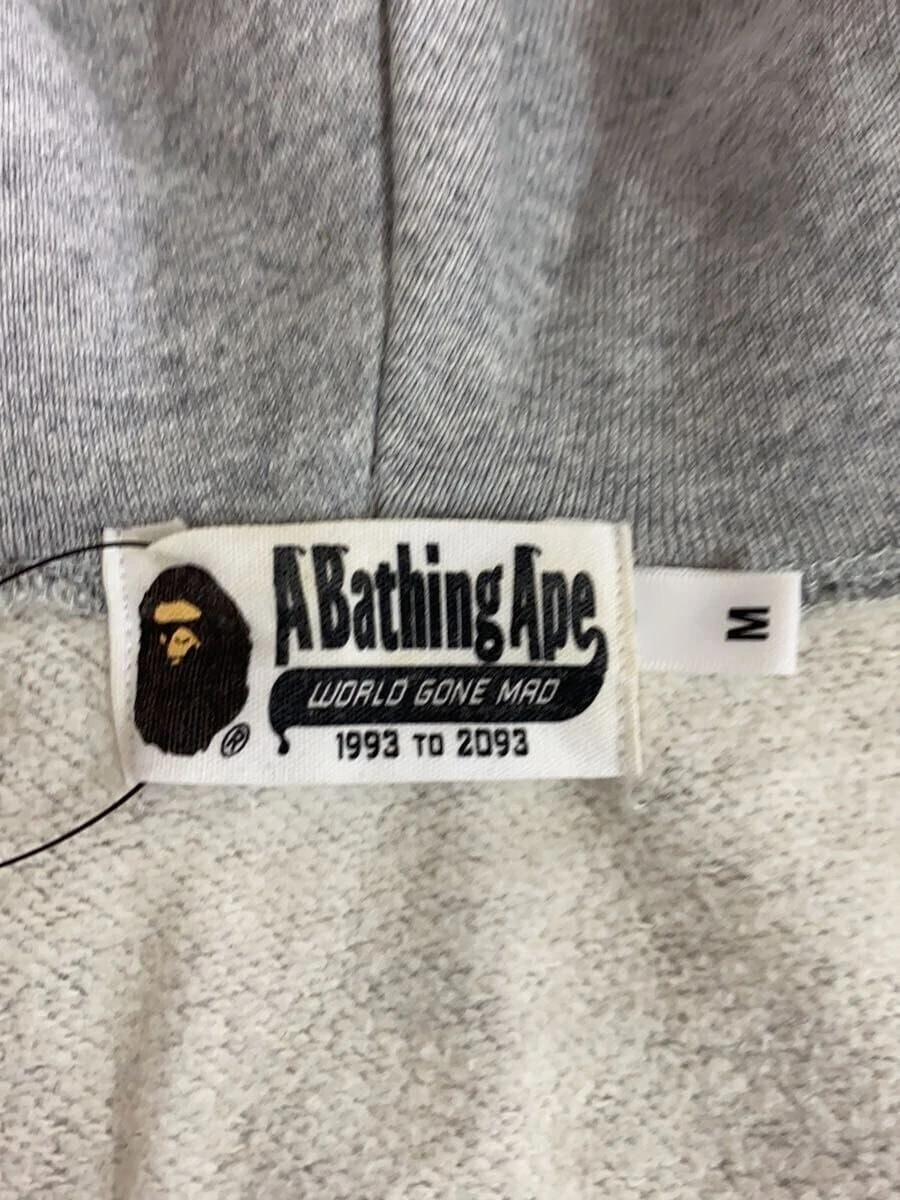 A Bathing Ape
WORLD GONE MAD
1993 TO 2093
®
M